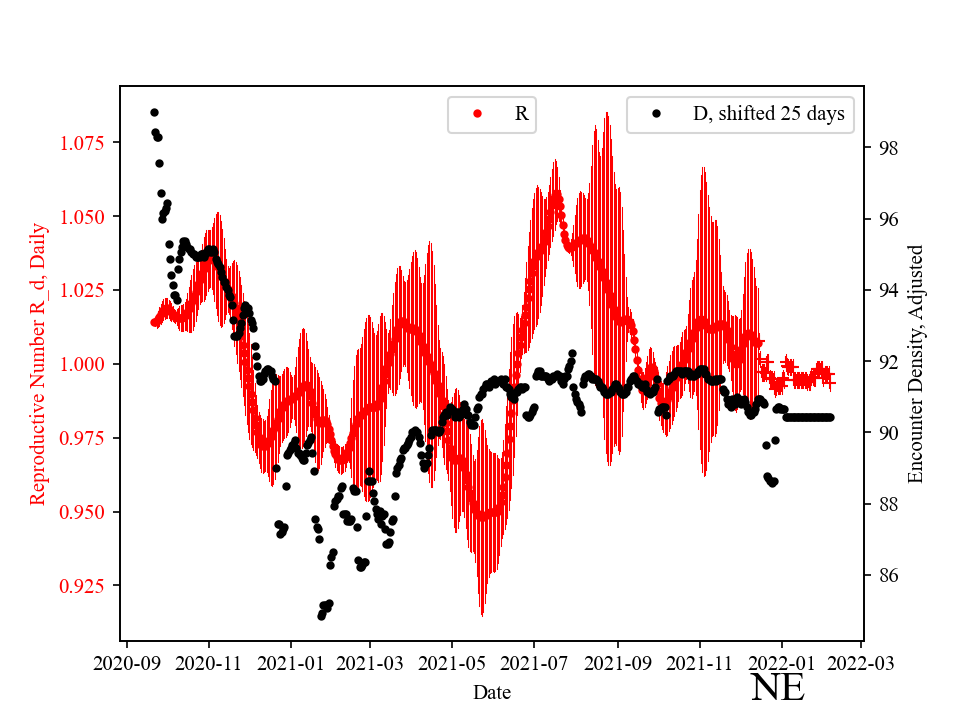 R
D, shifted 25 days
Reproductive Number R_d, Daily
1.075
1.050
1.025
1.000
0.975
0.950
0.925
98
96
94
92
90
88
86
Encounter Density, Adjusted
2020-09 2020-11 2021-01 2021-03 2021-05 2021-07 2021-09 2021-11 2022-01 2022-03
Date
NE